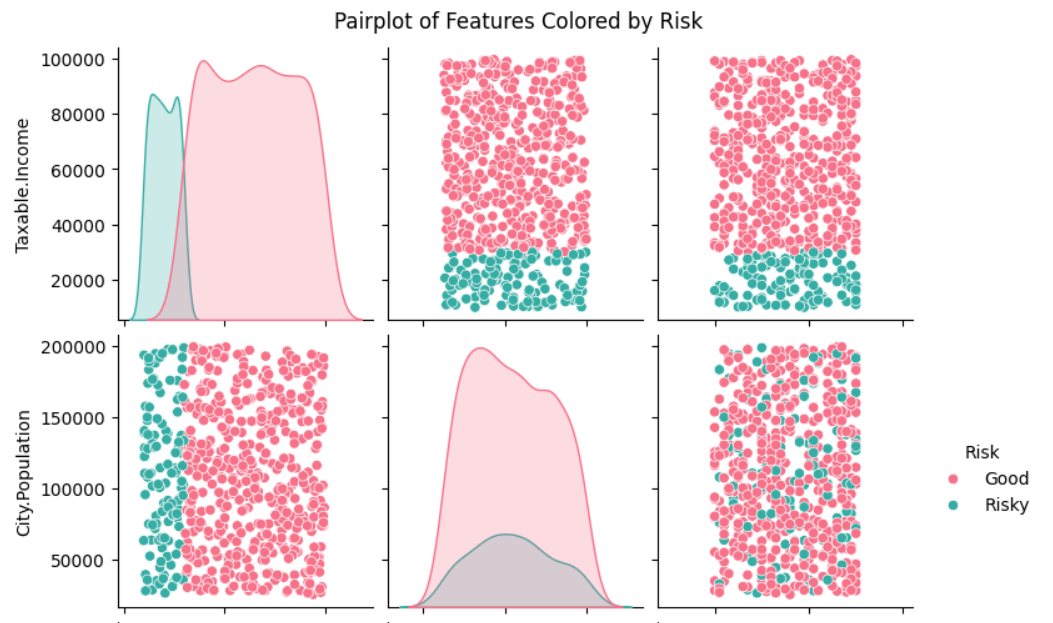 Pairplot of Features Colored by Risk
100000
80000
60000
40000
20000
Taxable.Income
200000
150000
100000
50000
City.Population
Risk
Good
Risky